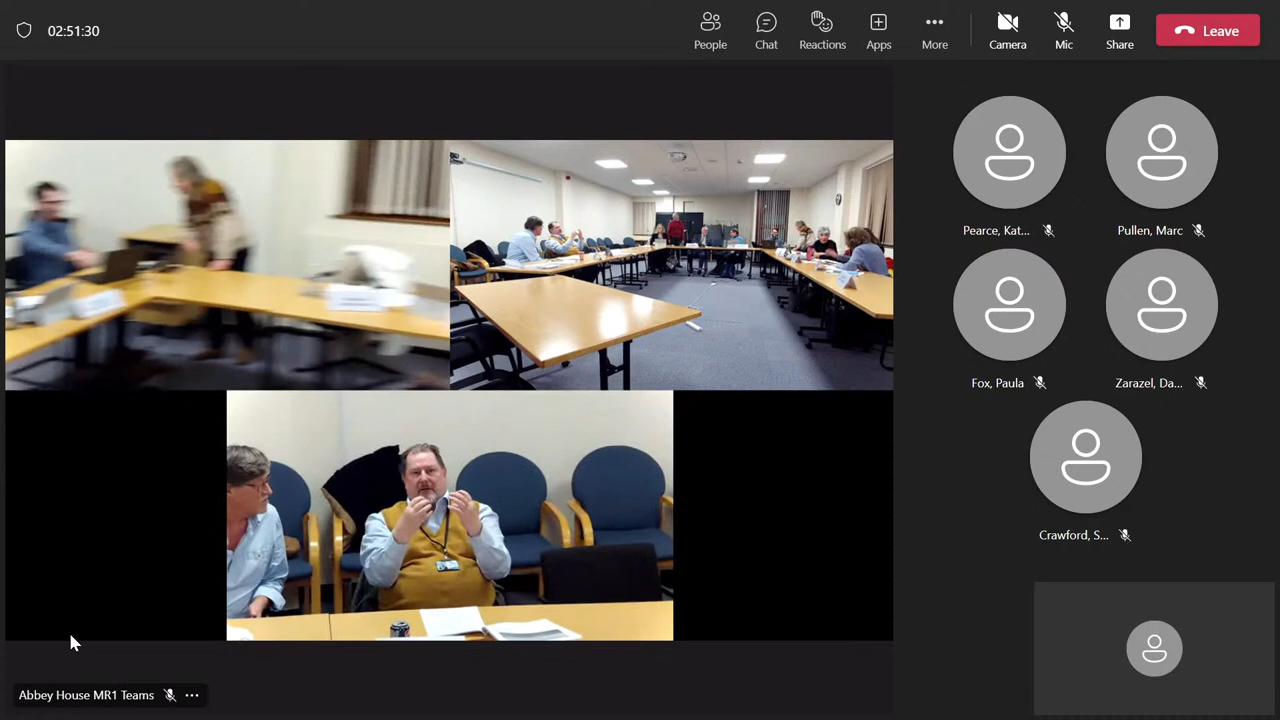 02:51:30
People
Chat
Reactions
Apps
More
Camera
Mic
Share
Leave
Pearce, Kat...
Pullen, Marc
Fox, Paula
Zarazel, Da...
Crawford, S...
Abbey House MR1 Teams